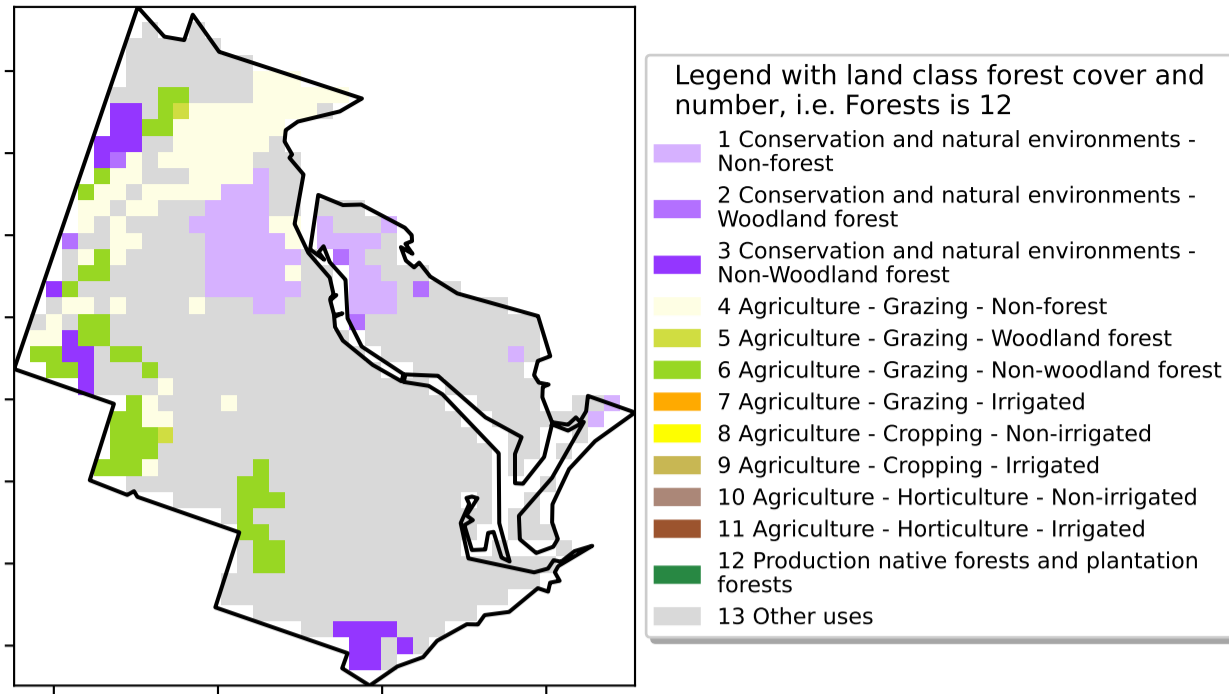 Legend with land class forest cover and
number, i.e. Forests is 12
1 Conservation and natural environments -
Non-forest
2 Conservation and natural environments -
Woodland forest
3 Conservation and natural environments -
Non-Woodland forest
4 Agriculture - Grazing - Non-forest
5 Agriculture - Grazing - Woodland forest
6 Agriculture - Grazing - Non-woodland forest
7 Agriculture - Grazing - Irrigated
8 Agriculture - Cropping - Non-irrigated
9 Agriculture - Cropping - Irrigated
10 Agriculture - Horticulture - Non-irrigated
11 Agriculture - Horticulture - Irrigated
12 Production native forests and plantation
forests
13 Other uses